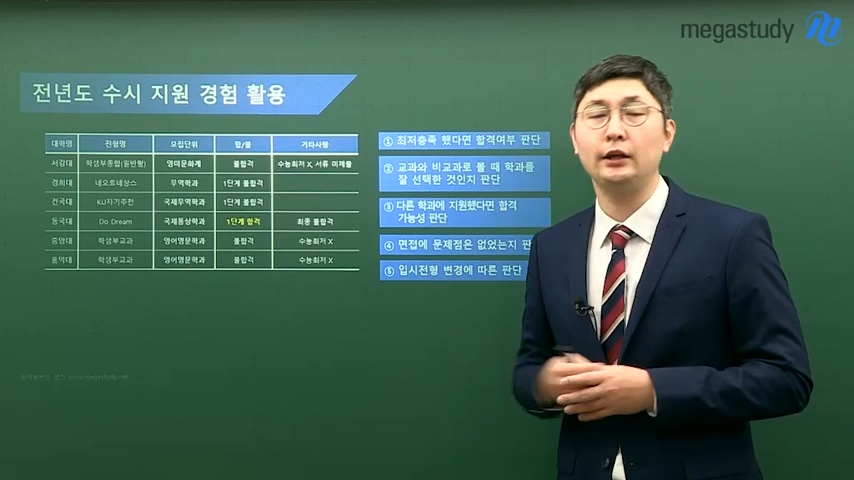 megastudy
전년도 수시 지원 경험 활용
대학명 전형명 모집단위 합/불 기타사항
서강대 학생부종합(일반형) 영미문화계 불합격 수능최저 X, 서류 미제출
경희대 네오르네상스 무역학과 1단계 불합격
건국대 KU자기추천 국제무역학과 1단계 불합격
동국대 Do Dream 국제통상학과 1단계 합격 최종 불합격
중앙대 학생부교과 영어영문학과 불합격 수능최저 X
홍익대 학생부교과 영어영문학과 불합격 수능최저 X
① 최저충족 했다면 합격여부 판단
② 교과와 비교과로 볼 때 학과를
잘 선택한 것인지 판단
③ 다른 학과에 지원했다면 합격
가능성 판단
④ 면접에 문제점은 없었는지 판
⑤ 입시전형 변경에 따른 판단
www.megastudy.net